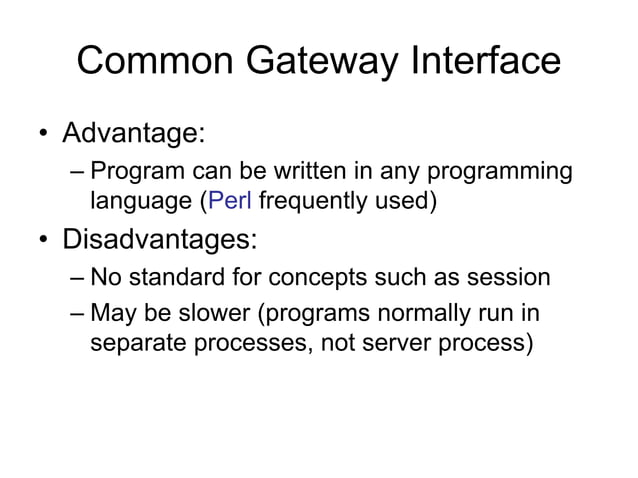 Common Gateway Interface
• Advantage:
– Program can be written in any programming
language (Perl frequently used)
• Disadvantages:
– No standard for concepts such as session
– May be slower (programs normally run in
separate processes, not server process)